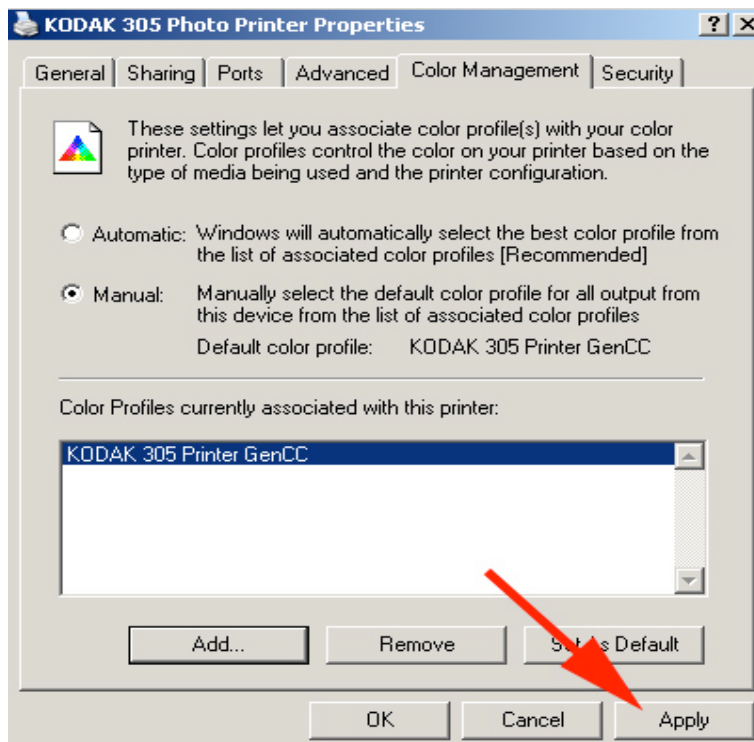 KODAK 305 Photo Printer Properties
General Sharing Ports Advanced Color Management Security
These settings let you associate color profile(s) with your color
printer. Color profiles control the color on your printer based on the
type of media being used and the printer configuration.
Automatic: Windows will automatically select the best color profile from
the list of associated color profiles [Recommended]
Manual: Manually select the default color profile for all output from
this device from the list of associated color profiles
Default color profile: KODAK 305 Printer GenCC
Color Profiles currently associated with this printer:
KODAK 305 Printer GenCC
Add... Remove Set As Default
OK Cancel Apply